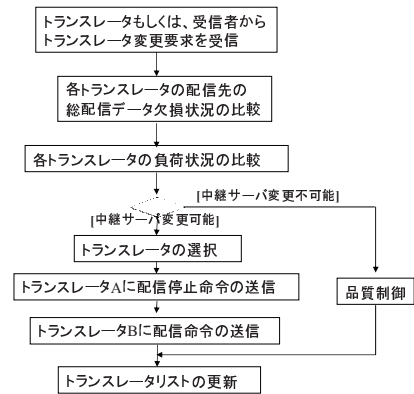 トランスレータもしくは、受信者から
トランスレータ変更要求を受信
各トランスレータの配信先の
総配信データ欠損状況の比較
各トランスレータの負荷状況の比較
[中継サーバ変更不可能]
[中継サーバ変更可能]
トランスレータの選択
トランスレータAに配信停止命令の送信
品質制御
トランスレータBに配信命令の送信
トランスレータリストの更新